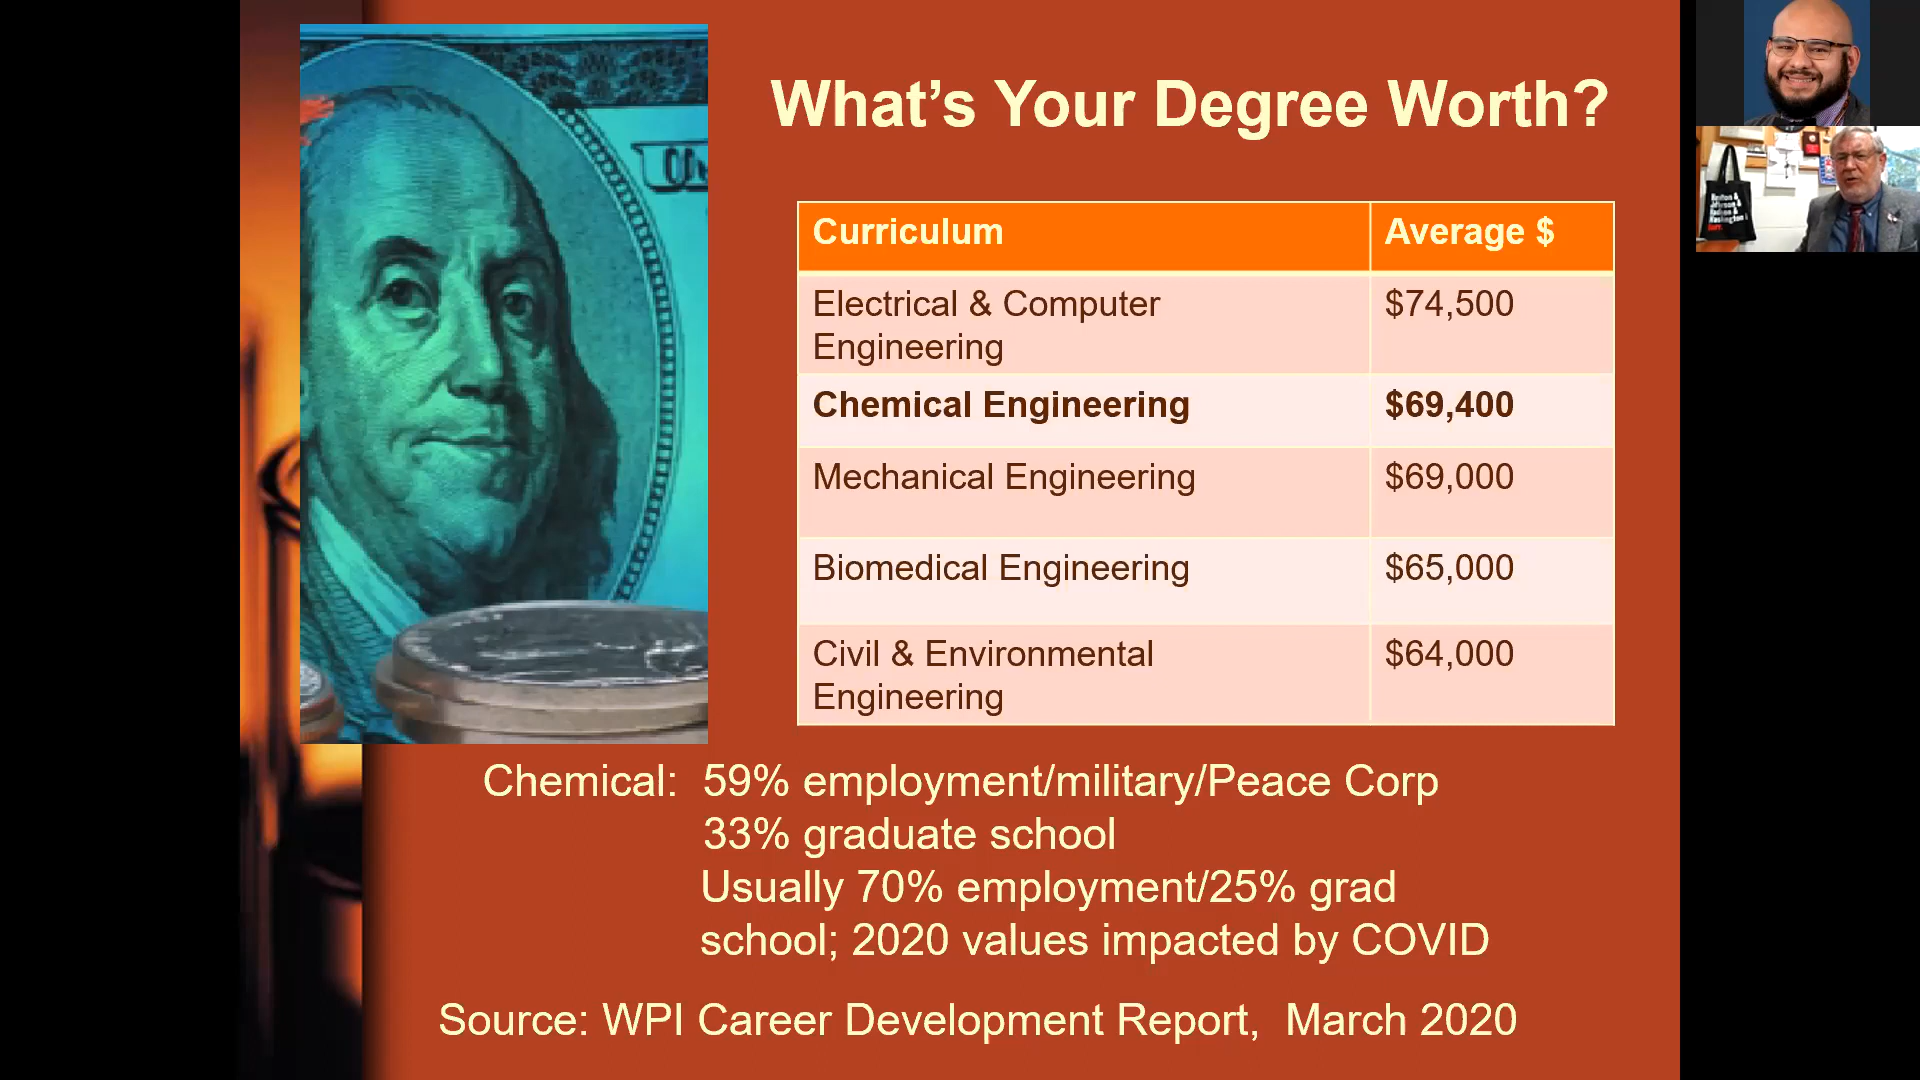 What's Your Degree Worth?
Curriculum Average $
Electrical & Computer
Engineering
$74,500
Chemical Engineering $69,400
Mechanical Engineering $69,000
Biomedical Engineering $65,000
Civil & Environmental
Engineering
$64,000
Chemical: 59% employment/military/Peace Corp
33% graduate school
Usually 70% employment/25% grad
school; 2020 values impacted by COVID
Source: WPI Career Development Report, March 2020